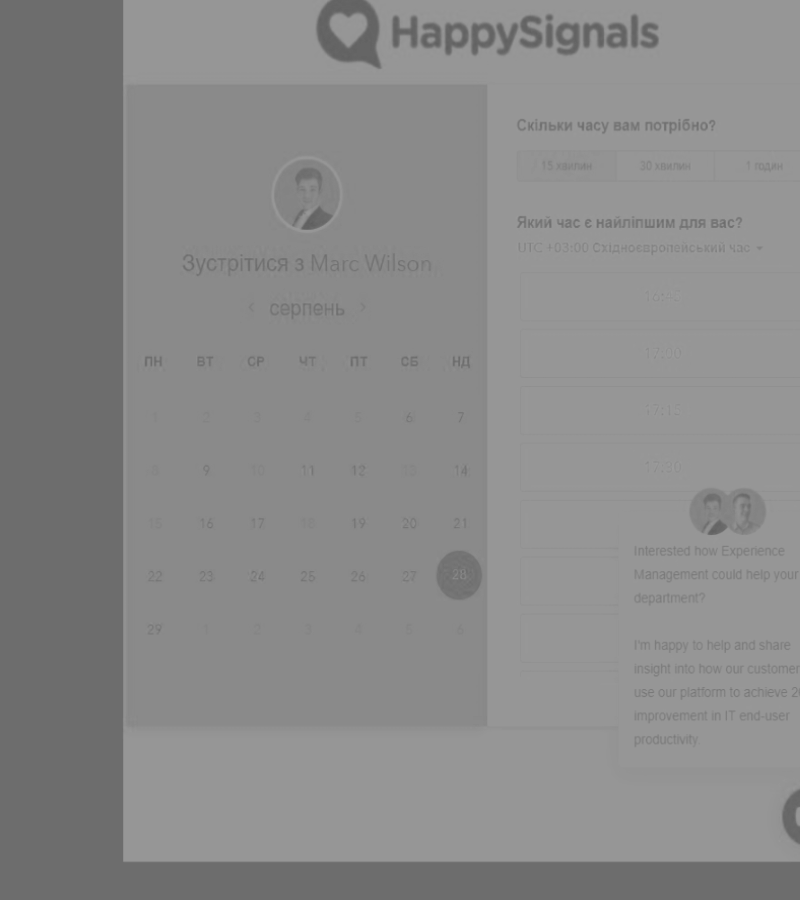 HappySignals
Зустрітися з Marc Wilson
‹ серпень ›
ПН ВТ СР ЧТ ПТ СБ НД
1 2 3 4 5 6 7
8 9 10 11 12 13 14
15 16 17 18 19 20 21
22 23 24 25 26 27 28
29 1 2 3 4 5 6
Скільки часу вам потрібно?
15 хвилин 30 хвилин 1 годин
Який час є найліпшим для вас?
UTC +03:00 Східноєвропейський час
17:00
17:15
17:30
Interested how Experience
Management could help your
department?
I'm happy to help and share
insight into how our customer
use our platform to achieve
improvement in IT end-user
productivity